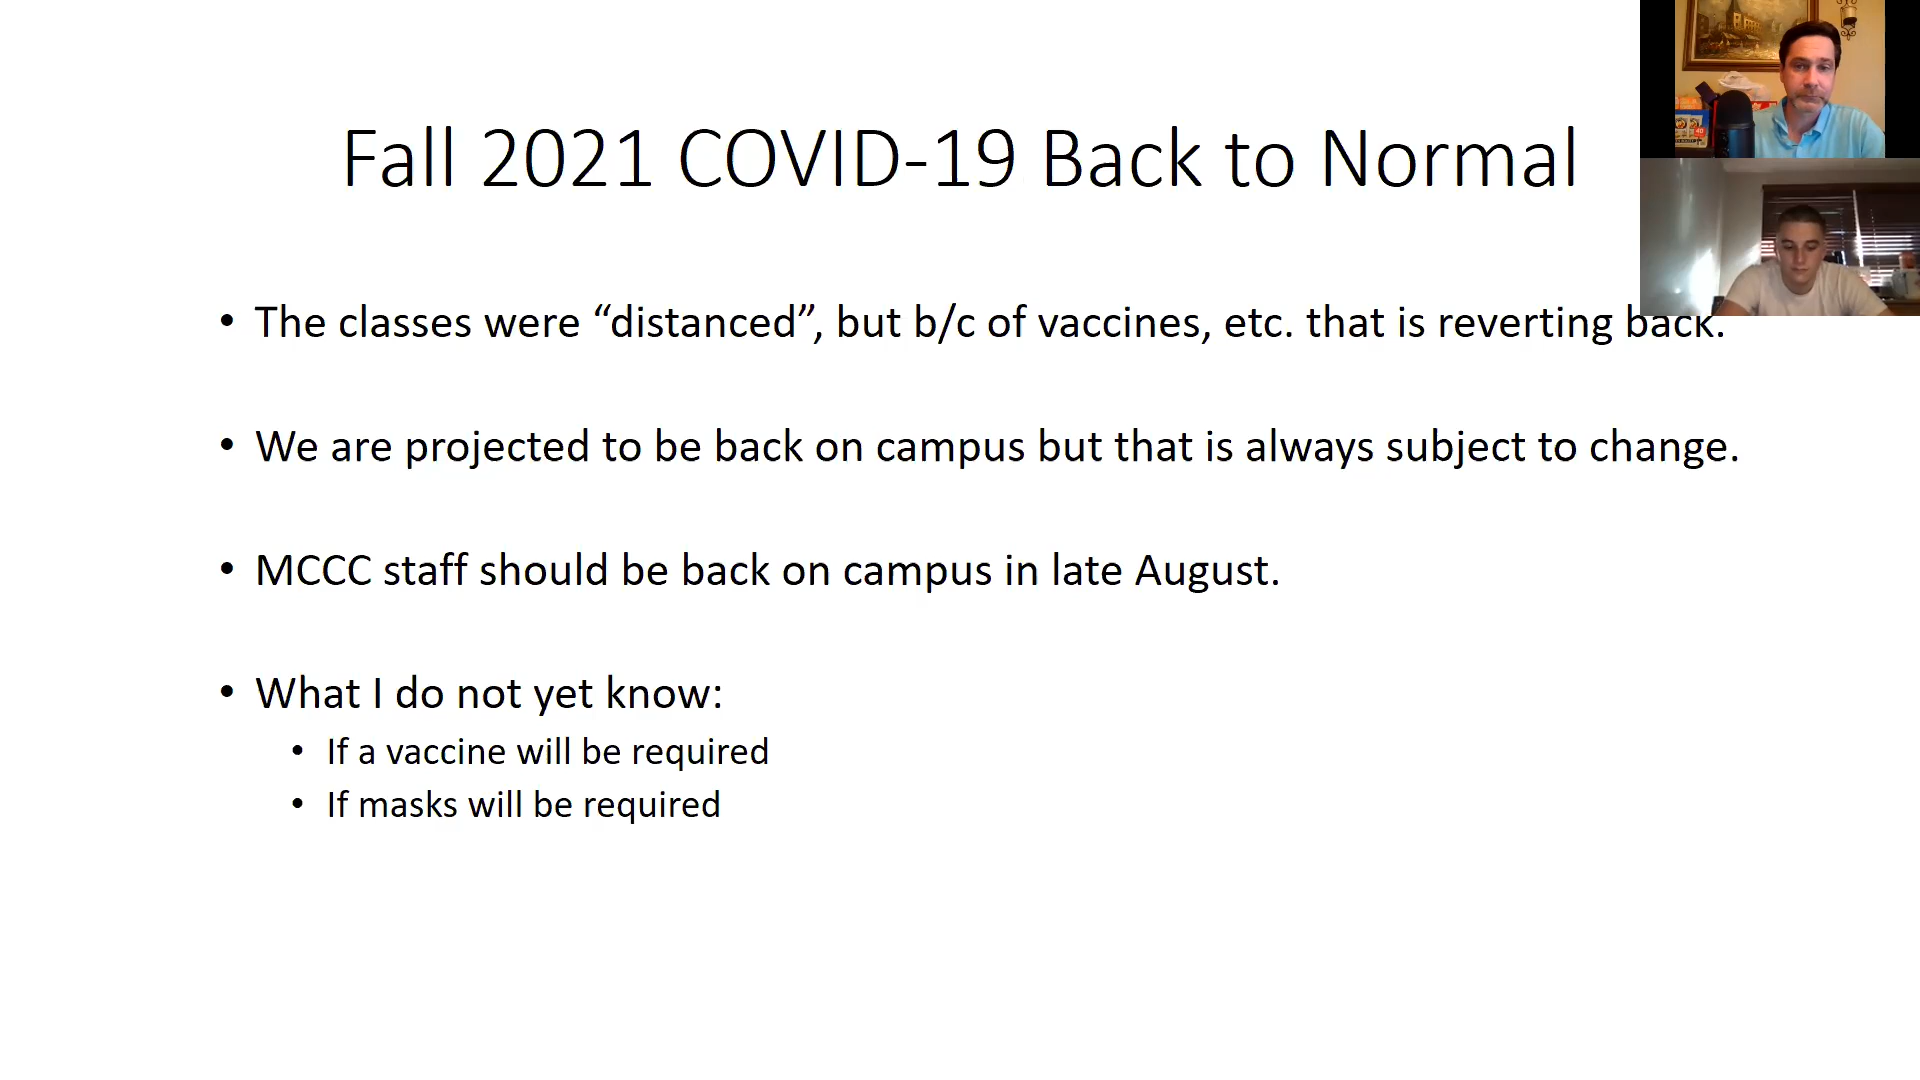 Fall 2021 COVID-19 Back to Normal
• The classes were “distanced”, but b/c of vaccines, etc. that is reverting back.
• We are projected to be back on campus but that is always subject to change.
• MCCC staff should be back on campus in late August.
• What I do not yet know:
• If a vaccine will be required
• If masks will be required